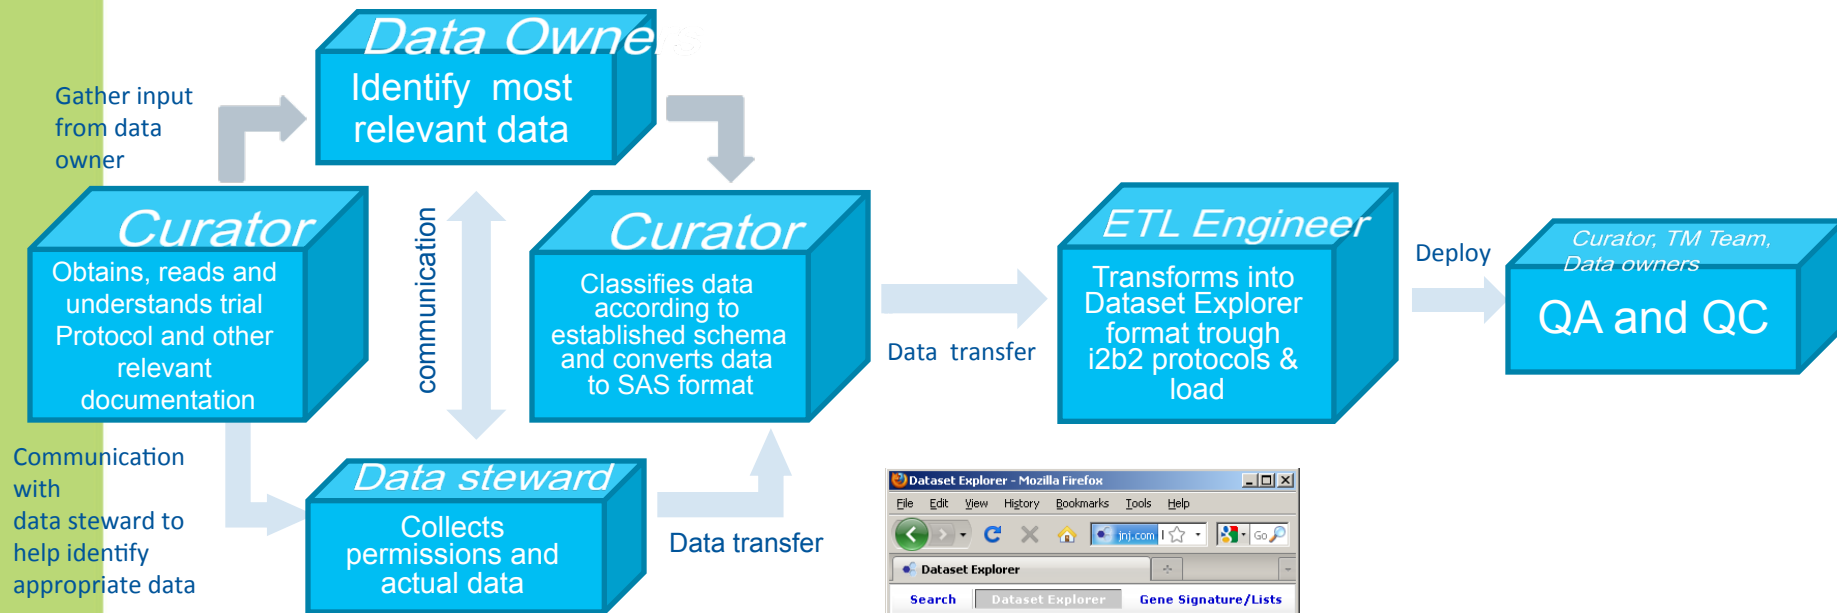 Data Owners
Identify most
relevant data
Gather input
from data
owner
Curator
Obtains, reads and
understands trial
Protocol and other
relevant
documentation
communication
Curator
Classifies data
according to
established schema
and converts data
to SAS format
Data transfer
ETL Engineer
Transforms into
Dataset Explorer
format trough
i2b2 protocols &
load
Deploy
Curator, TM Team,
Data owners
QA and QC
Communication
with
data steward to
help identify
appropriate data
Data steward
Collects
permissions and
actual data
Data transfer
Dataset Explorer - Mozilla Firefox
File Edit View History Bookmarks Tools Help
jnj.com
Go
Dataset Explorer
Search Dataset Explorer Gene Signature/Lists